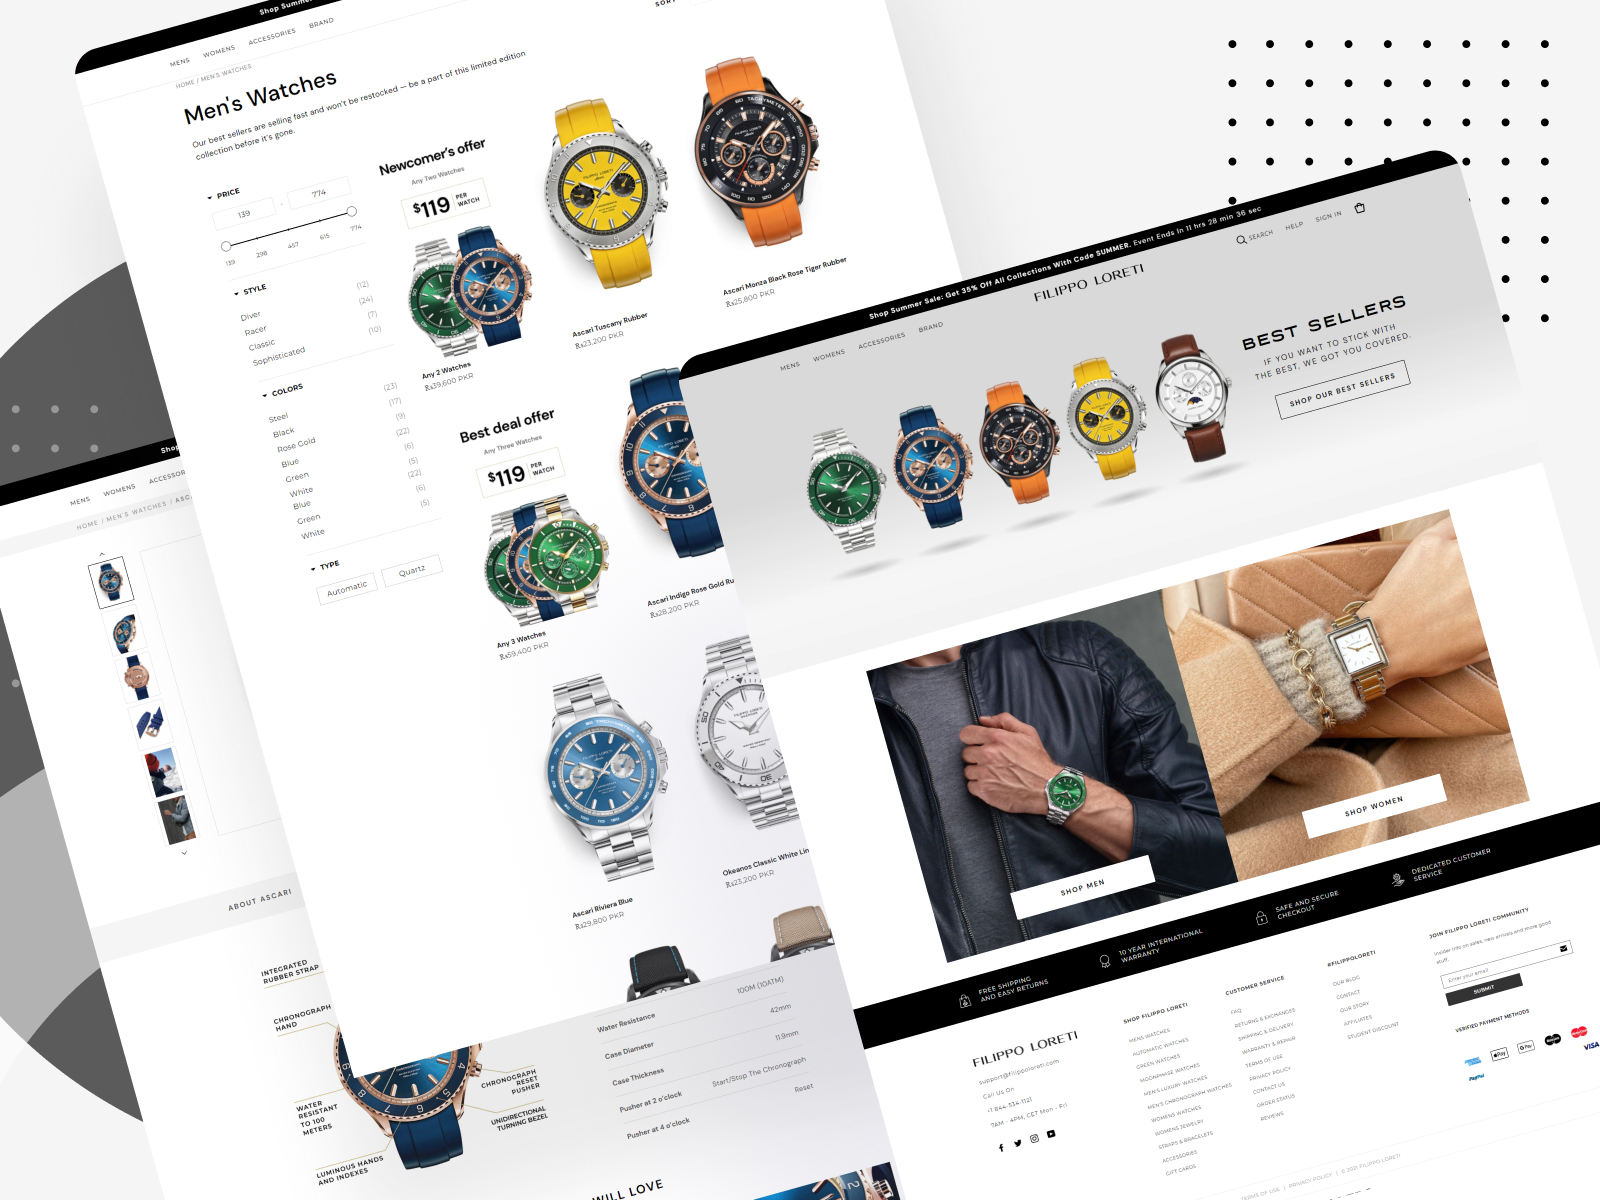 Shop Summer
MENS WOMENS ACCESSORIES BRAND
HOME / MEN'S WATCHES
Men's Watches
Our best sellers are selling fast and won't be restocked — be a part of this limited edition
collection before it's gone.
SORT
PRICE
139 - 774
139 298 457 615 774
STYLE
Diver (12)
Racer (24)
Classic (7)
Sophisticated (10)
COLORS
Steel (23)
Black (17)
Rose Gold (9)
Blue (22)
Green (6)
White (5)
Blue (22)
Green (6)
White (5)
TYPE
Automatic Quartz
Newcomer's offer
Any Two Watches
$119 PER
WATCH
Any 2 Watches
Rs39,600 PKR
Ascari Tuscany Rubber
Rs23,200 PKR
Ascari Monza Black Rose Tiger Rubber
Rs25,800 PKR
Best deal offer
Any Three Watches
$119 PER
WATCH
Any 3 Watches
Rs59,400 PKR
Ascari Indigo Rose Gold Ru
Rs28,200 PKR
Ascari Riviera Blue
Rs29,800 PKR
Okeanos Classic White Lin
Rs23,200 PKR
Shop Summer Sale: Get 35% Off All Collections With Code SUMMER. Event Ends In 11 hrs 28 min 36 sec
MENS WOMENS ACCESSORIES BRAND
FILIPPO LORETI
SEARCH HELP SIGN IN
BEST SELLERS
IF YOU WANT TO STICK WITH
THE BEST, WE GOT YOU COVERED.
SHOP OUR BEST SELLERS
SHOP MEN
SHOP WOMEN
FREE SHIPPING
AND EASY RETURNS
10 YEAR INTERNATIONAL
WARRANTY
SAFE AND SECURE
CHECKOUT
DEDICATED CUSTOMER
SERVICE
FILIPPO LORETI
support@filippoloreti.com
Call Us On
+1 844-534-1121
7AM - 4PM, CET Mon - Fri
SHOP FILIPPO LORETI
MENS WATCHES
AUTOMATIC WATCHES
GREEN WATCHES
MOONPHASE WATCHES
MEN'S LUXURY WATCHES
MEN'S CHRONOGRAPH WATCHES
WOMENS WATCHES
WOMENS JEWELRY
STRAPS & BRACELETS
ACCESSORIES
GIFT CARDS
CUSTOMER SERVICE
FAQ
RETURNS & EXCHANGES
SHIPPING & DELIVERY
WARRANTY & REPAIR
TERMS OF USE
PRIVACY POLICY
CONTACT US
ORDER STATUS
REVIEWS
#FILIPPOLORETI
OUR BLOG
CONTACT
OUR STORY
AFFILIATES
STUDENT DISCOUNT
JOIN FILIPPO LORETI COMMUNITY
Insider info on sales, new arrivals and more good
stuff.
Enter your email
SUBMIT
VERIFIED PAYMENT METHODS
Pay
G Pay
VISA
PayPal
TERMS OF USE | PRIVACY POLICY | © 2021 FILIPPO LORETI
Shop
MENS WOMENS ACCESSOR
HOME / MEN'S WATCHES / ASCA
ABOUT ASCARI
INTEGRATED
RUBBER STRAP
CHRONOGRAPH
HAND
WATER
RESISTANT
TO 100
METERS
LUMINOUS HANDS
AND INDEXES
CHRONOGRAPH
RESET
PUSHER
UNIDIRECTIONAL
TURNING BEZEL
Water Resistance 100M (10ATM)
Case Diameter 42mm
Case Thickness 11.9mm
Pusher at 2 o'clock Start/Stop The Chronograph
Pusher at 4 o'clock Reset
WILL LOVE